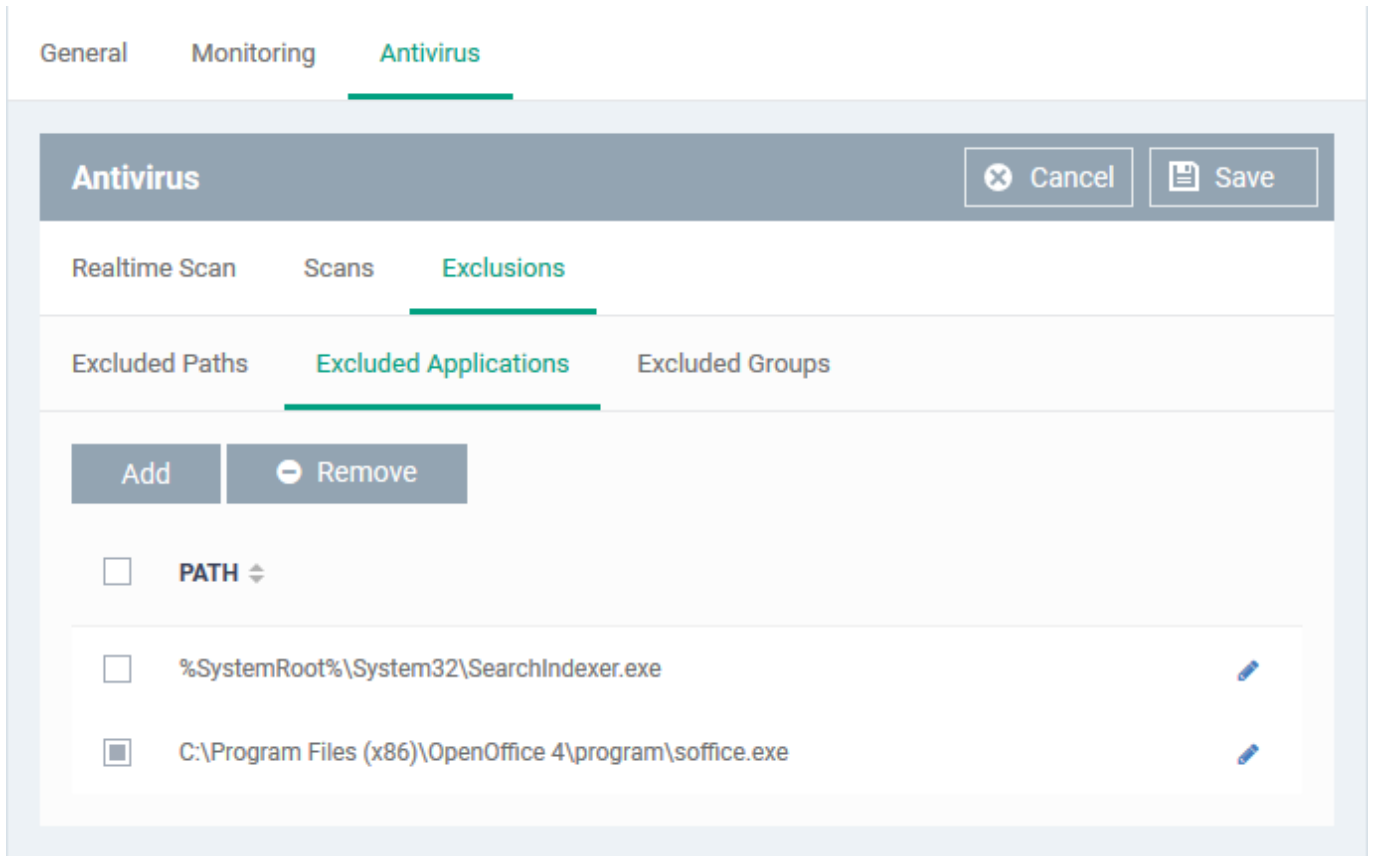 General Monitoring Antivirus
Antivirus Cancel Save
Realtime Scan Scans Exclusions
Excluded Paths Excluded Applications Excluded Groups
Add Remove
PATH
%SystemRoot%\System32\SearchIndexer.exe
C:\Program Files (x86)\OpenOffice 4\program\soffice.exe